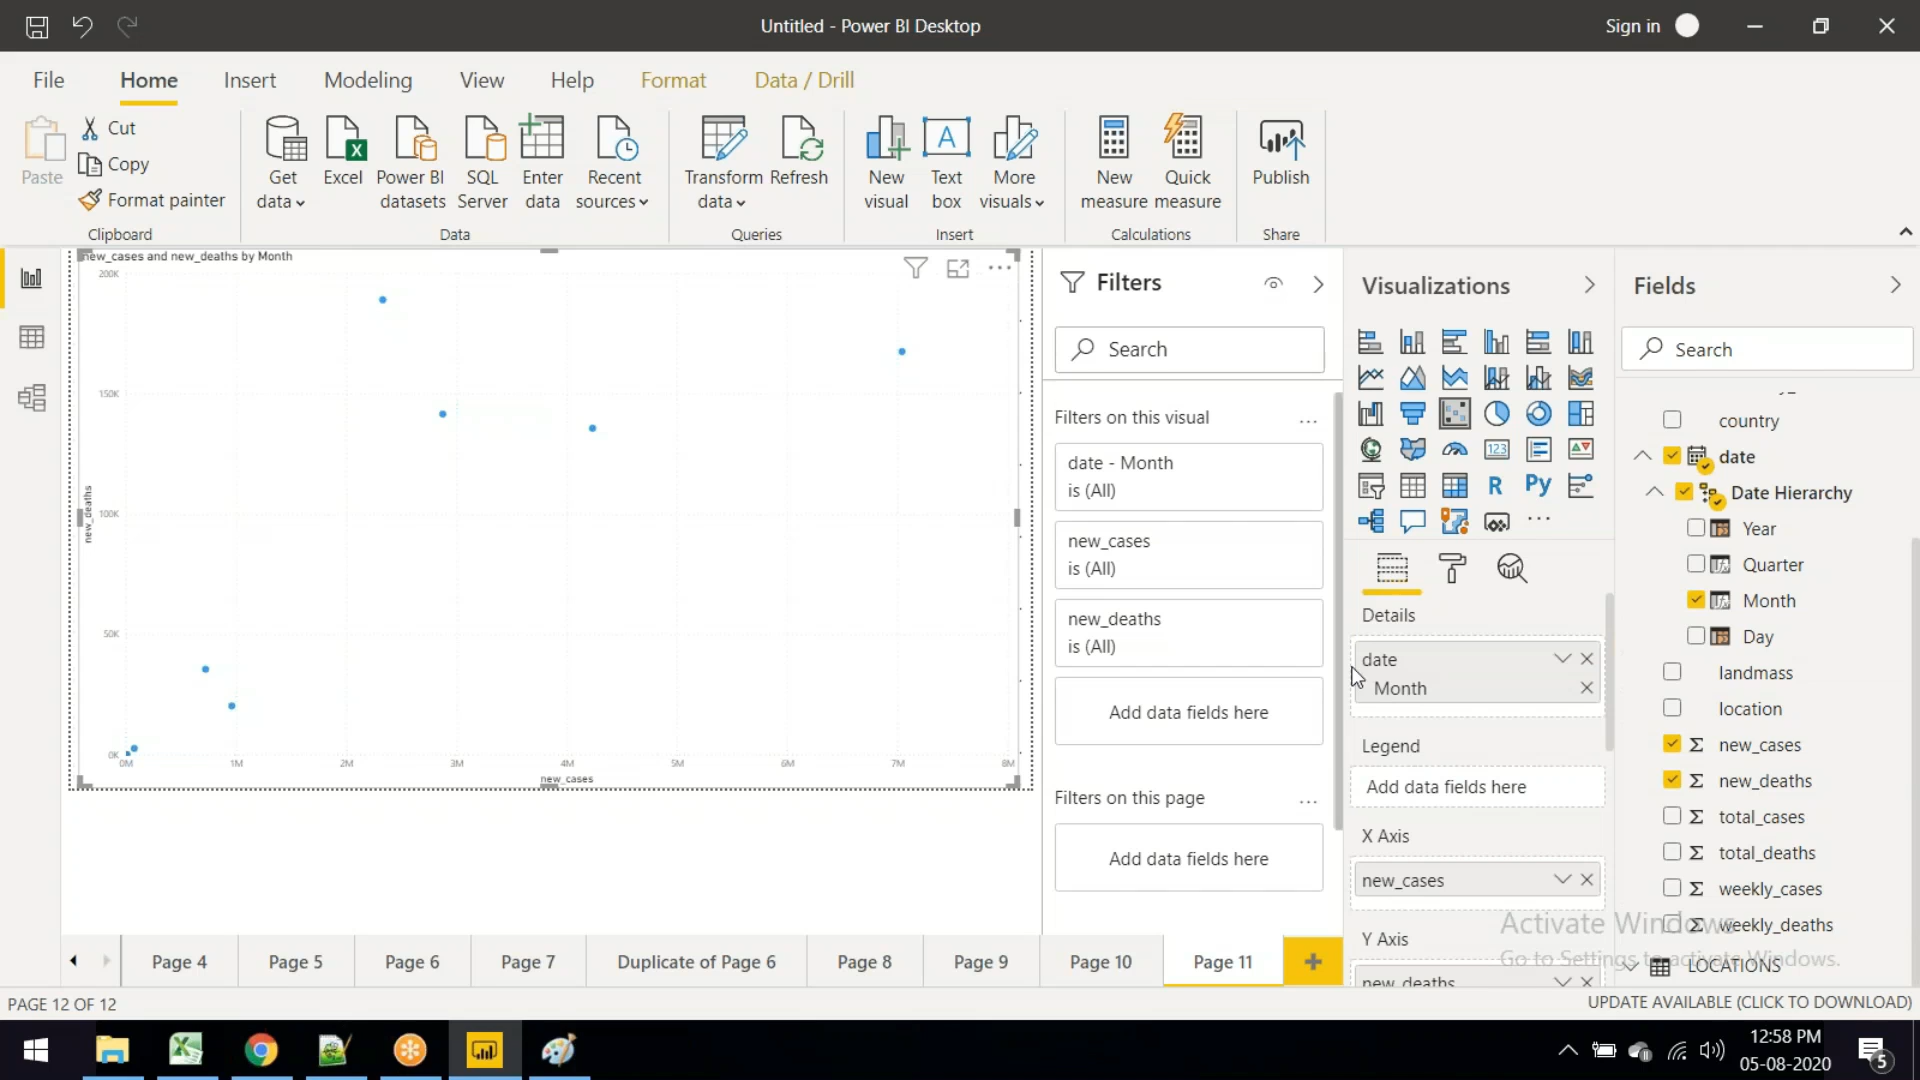 Untitled - Power BI Desktop
Sign in
File
Home
Insert
Modeling
View
Help
Format
Data / Drill
Paste
Cut
Copy
Format painter
Clipboard
Get data
Excel
Power BI datasets
SQL Server
Enter data
Recent sources
Data
Transform data
Refresh
Queries
New visual
Text box
More visuals
Insert
New measure
Quick measure
Calculations
Publish
Share
new_cases and new_deaths by Month
200K
150K
100K
50K
0K
new_deaths
0M
1M
2M
3M
4M
5M
6M
7M
8M
new_cases
Filters
Search
Filters on this visual
date - Month
is (All)
new_cases
is (All)
new_deaths
is (All)
Add data fields here
Filters on this page
Add data fields here
Visualizations
123
R
Py
Details
date
Month
Legend
Add data fields here
X Axis
new_cases
Y Axis
new_deaths
Fields
Search
country
date
Date Hierarchy
Year
Quarter
Month
Day
landmass
location
new_cases
new_deaths
total_cases
total_deaths
weekly_cases
weekly_deaths
LOCATIONS
Activate Windows
Go to Settings to activate Windows.
Page 4
Page 5
Page 6
Page 7
Duplicate of Page 6
Page 8
Page 9
Page 10
Page 11
PAGE 12 OF 12
UPDATE AVAILABLE (CLICK TO DOWNLOAD)
12:58 PM
05-08-2020
5